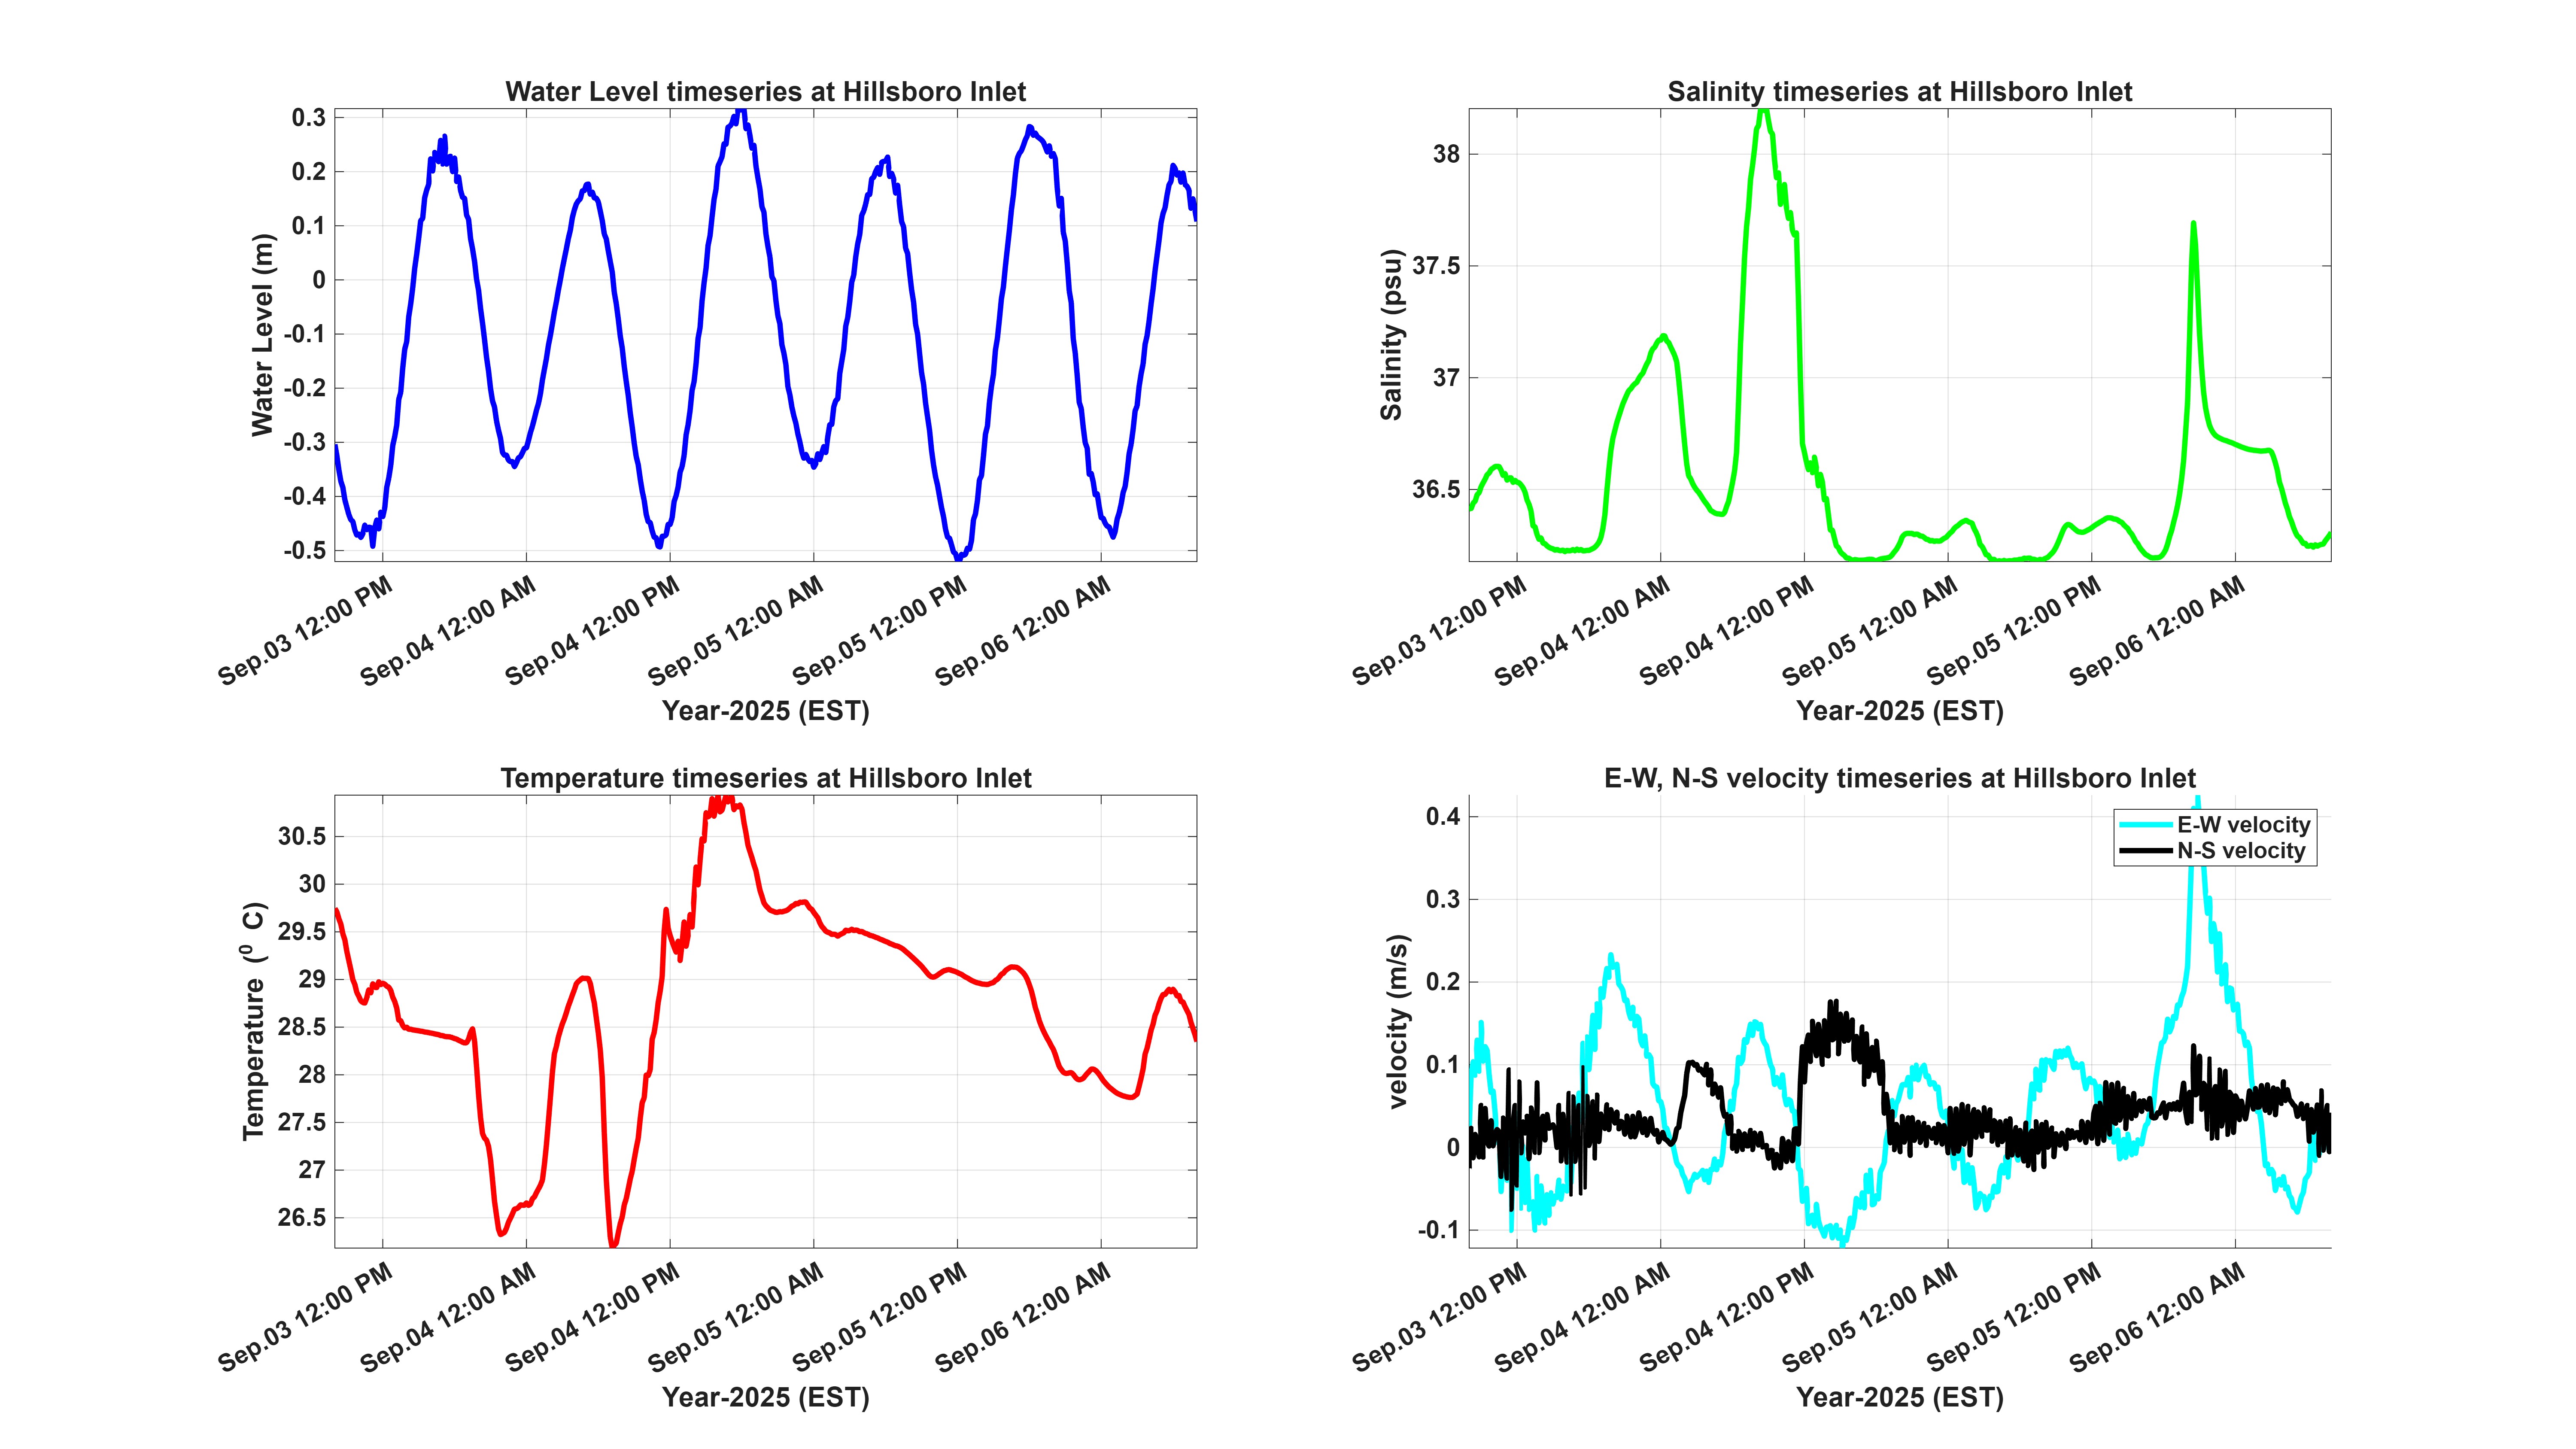 Water Level timeseries at Hillsboro Inlet
Water Level (m)
0.3
0.2
0.1
0
-0.1
-0.2
-0.3
-0.4
-0.5
Sep.03 12:00 PM
Sep.04 12:00 AM
Sep.04 12:00 PM
Sep.05 12:00 AM
Sep.05 12:00 PM
Sep.06 12:00 AM
Year-2025 (EST)
Salinity timeseries at Hillsboro Inlet
Salinity (psu)
38
37.5
37
36.5
Sep.03 12:00 PM
Sep.04 12:00 AM
Sep.04 12:00 PM
Sep.05 12:00 AM
Sep.05 12:00 PM
Sep.06 12:00 AM
Year-2025 (EST)
Temperature timeseries at Hillsboro Inlet
Temperature (⁰ C)
30.5
30
29.5
29
28.5
28
27.5
27
26.5
Sep.03 12:00 PM
Sep.04 12:00 AM
Sep.04 12:00 PM
Sep.05 12:00 AM
Sep.05 12:00 PM
Sep.06 12:00 AM
Year-2025 (EST)
E-W, N-S velocity timeseries at Hillsboro Inlet
velocity (m/s)
0.4
0.3
0.2
0.1
0
-0.1
E-W velocity
N-S velocity
Sep.03 12:00 PM
Sep.04 12:00 AM
Sep.04 12:00 PM
Sep.05 12:00 AM
Sep.05 12:00 PM
Sep.06 12:00 AM
Year-2025 (EST)